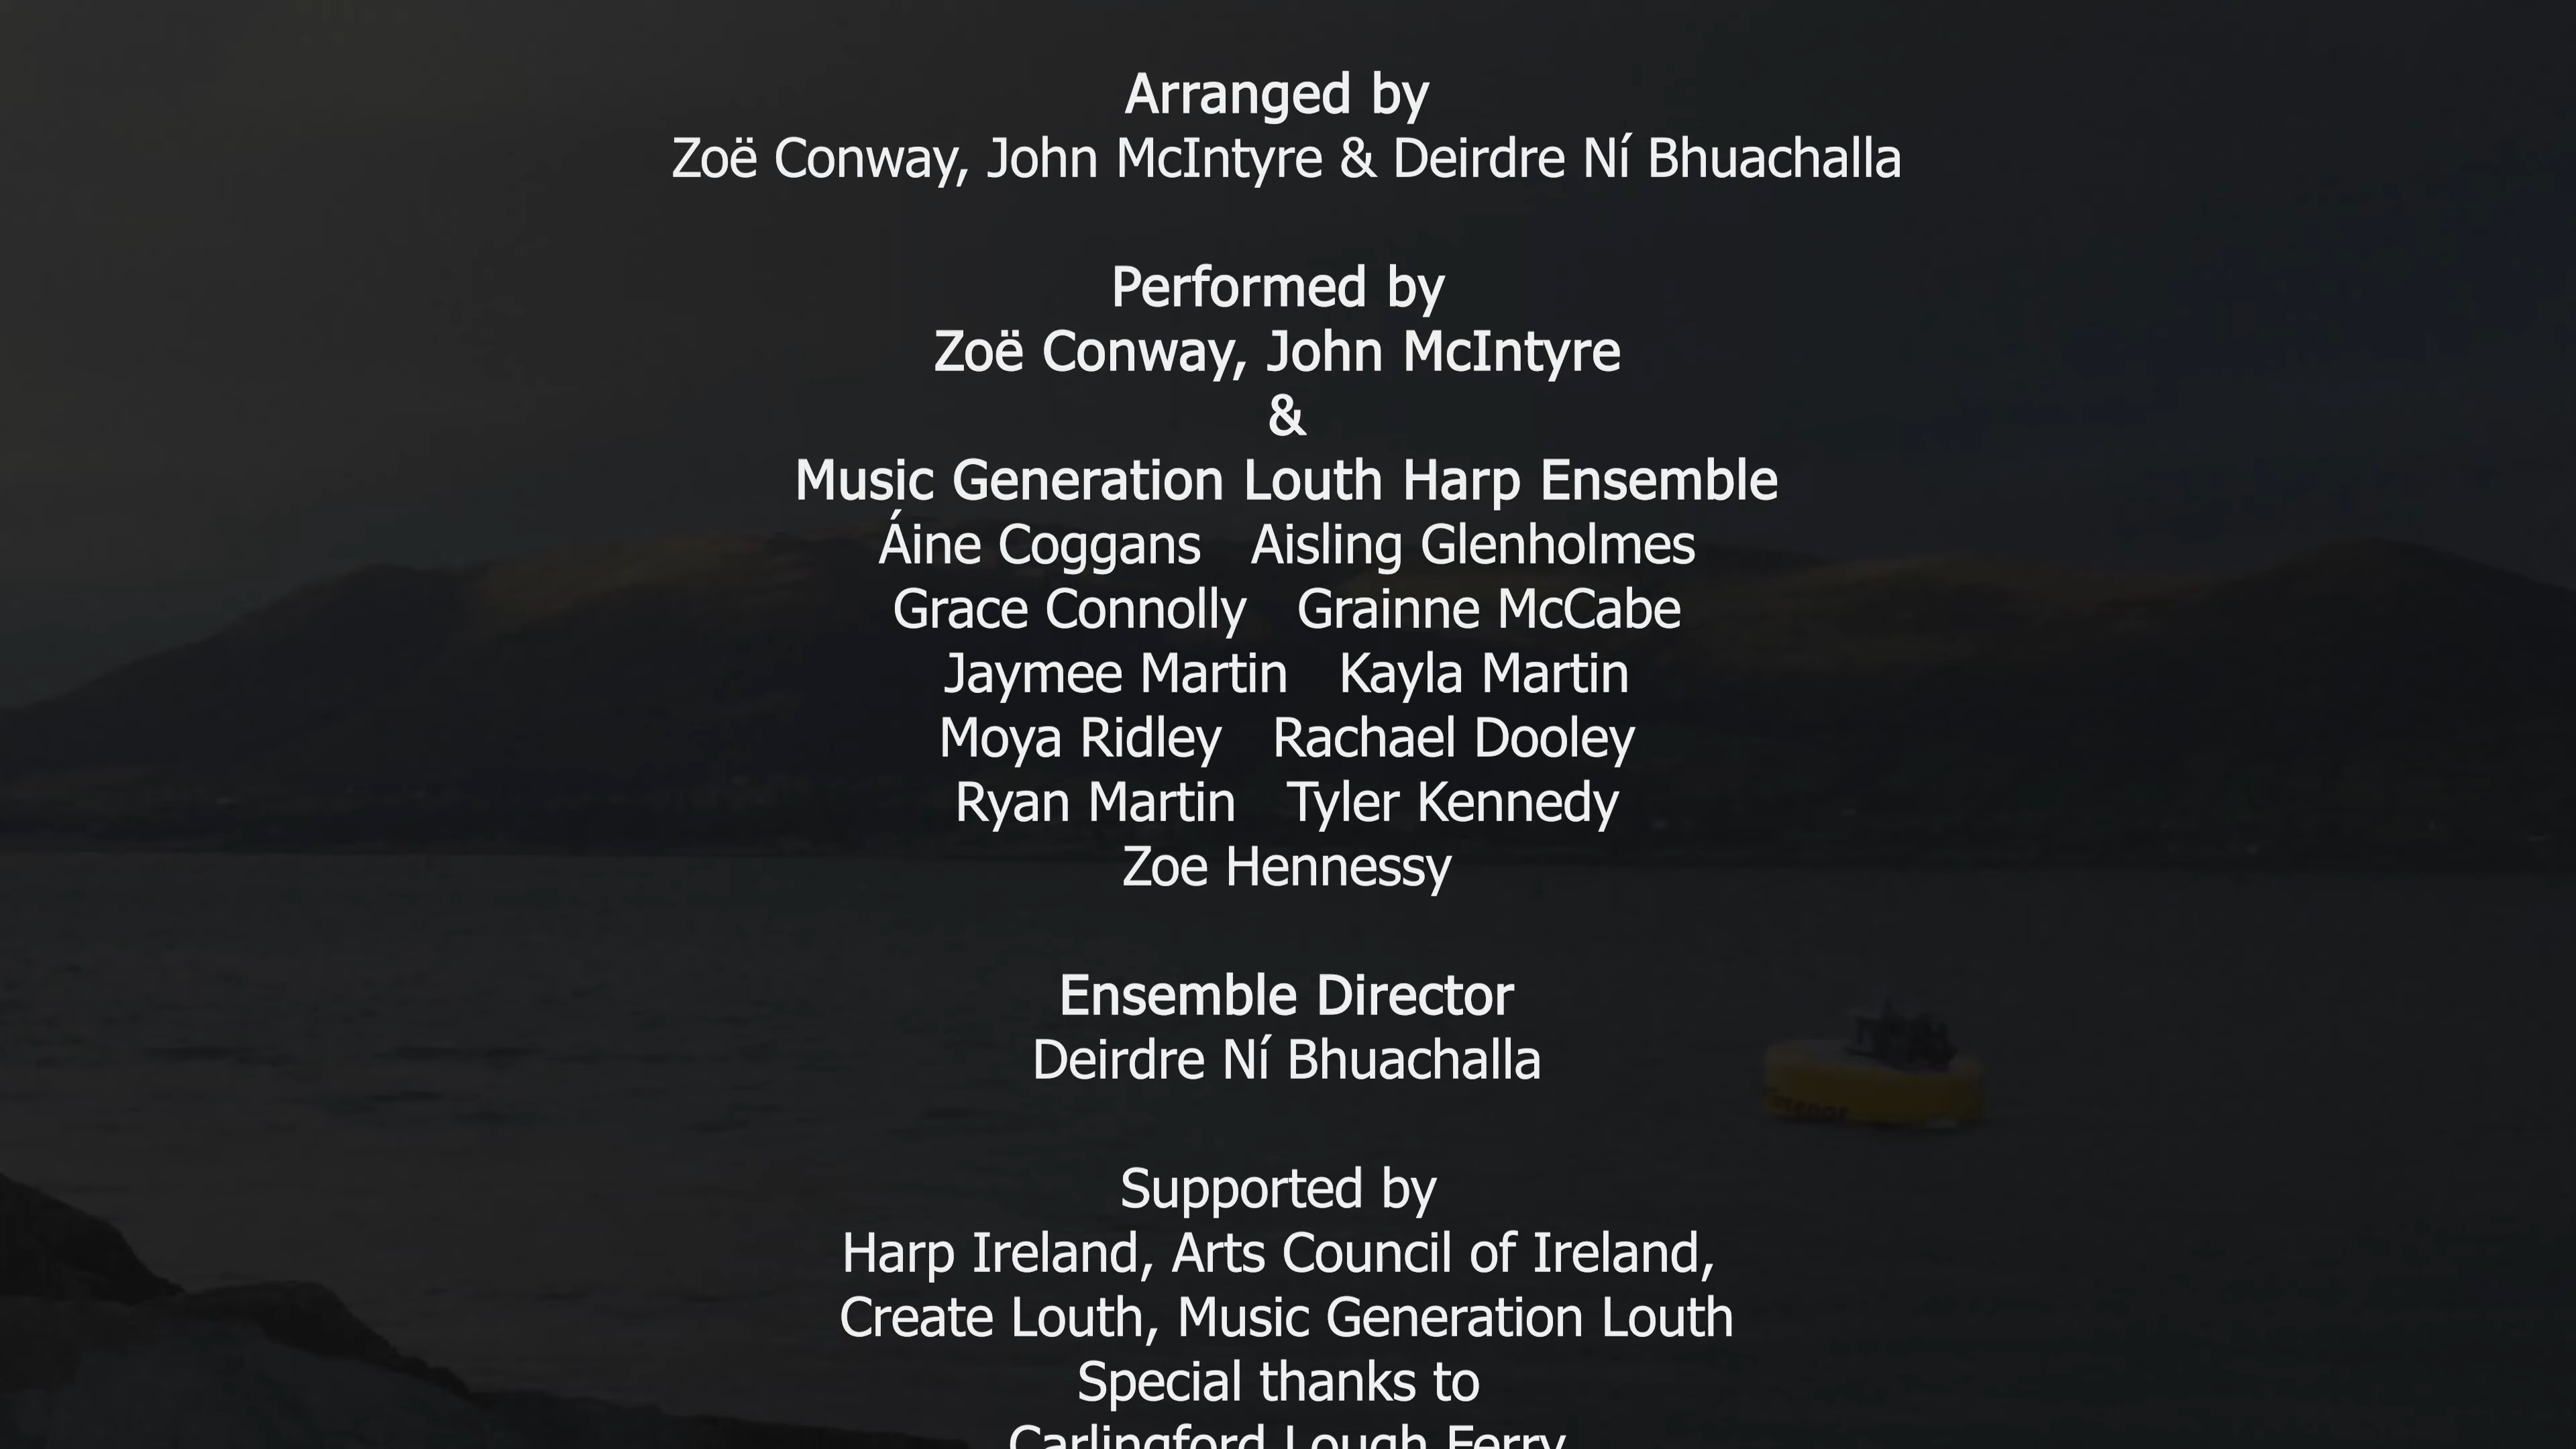 Arranged by
Zoë Conway, John McIntyre & Deirdre Ní Bhuachalla
Performed by
Zoë Conway, John McIntyre
&
Music Generation Louth Harp Ensemble
Áine Coggans Aisling Glenholmes
Grace Connolly Grainne McCabe
Jaymee Martin Kayla Martin
Moya Ridley Rachael Dooley
Ryan Martin Tyler Kennedy
Zoe Hennessy
Ensemble Director
Deirdre Ní Bhuachalla
Supported by
Harp Ireland, Arts Council of Ireland,
Create Louth, Music Generation Louth
Special thanks to
Carlingford Lough Ferry